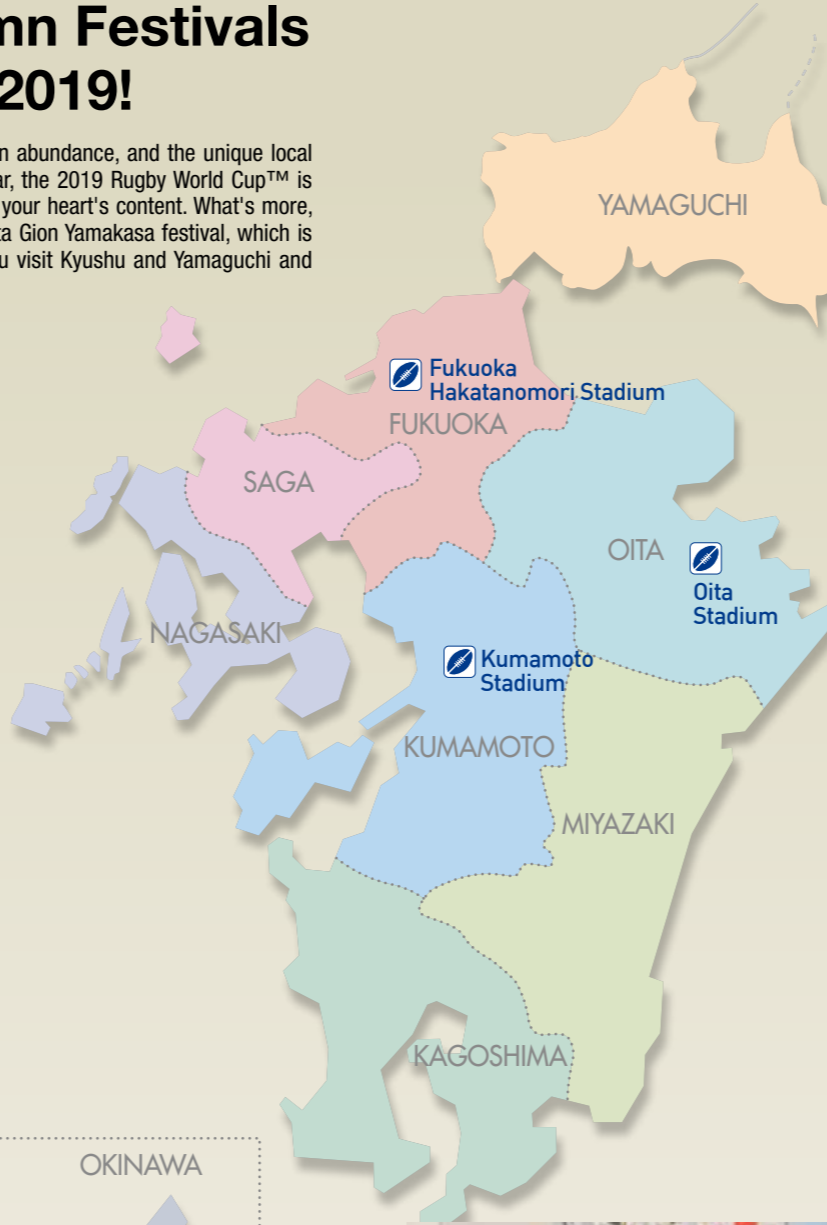 mn Festivals
2019!
n abundance, and the unique local
ar, the 2019 Rugby World Cup™ is
your heart's content. What's more,
ta Gion Yamakasa festival, which is
u visit Kyushu and Yamaguchi and
YAMAGUCHI
Fukuoka
Hakatanomori Stadium
FUKUOKA
SAGA
OITA
Oita
Stadium
NAGASAKI
Kumamoto
Stadium
KUMAMOTO
MIYAZAKI
KAGOSHIMA
OKINAWA